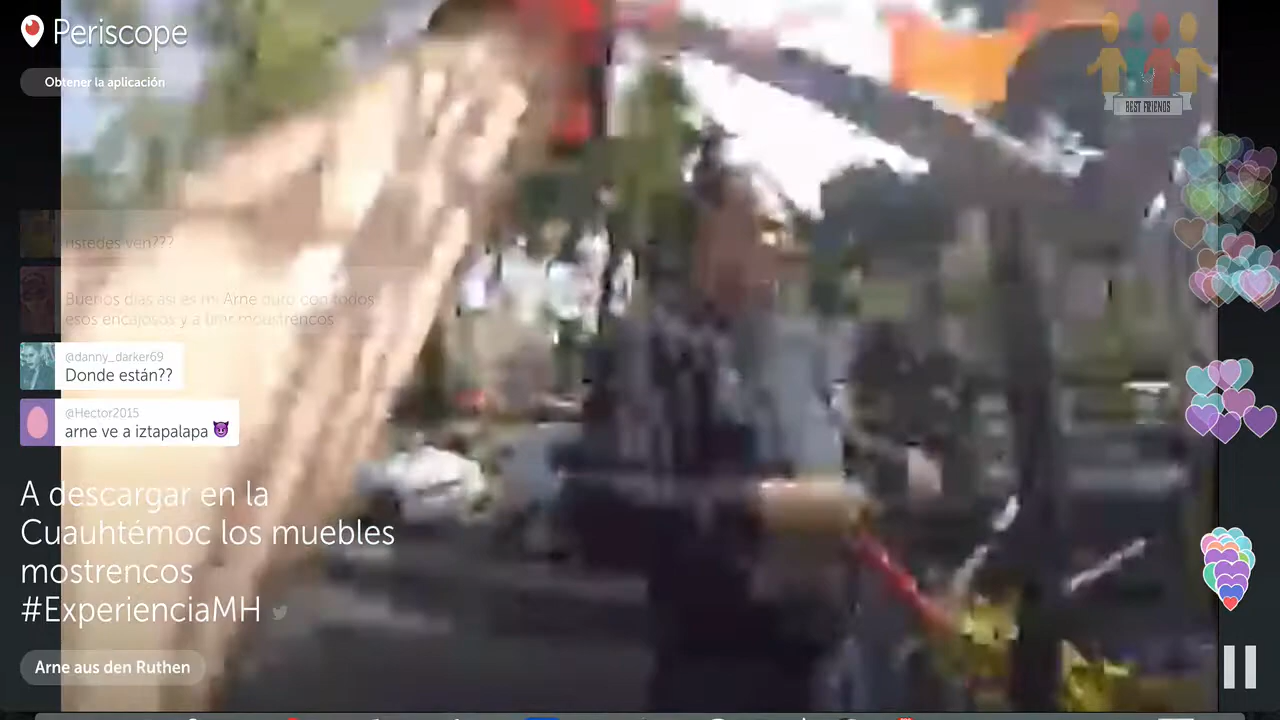 Periscope
Obtener la aplicación
BEST FRIENDS
ustedes ven???
Buenos dias asi es mi Arne duro con todos
esos encajosos y a tirar moustrencos
@danny_darker69
Donde están??
@Hector2015
arne ve a iztapalapa 😈
A descargar en la
Cuauhtémoc los muebles
mostrencos
#ExperienciaMH
Arne aus den Ruthen